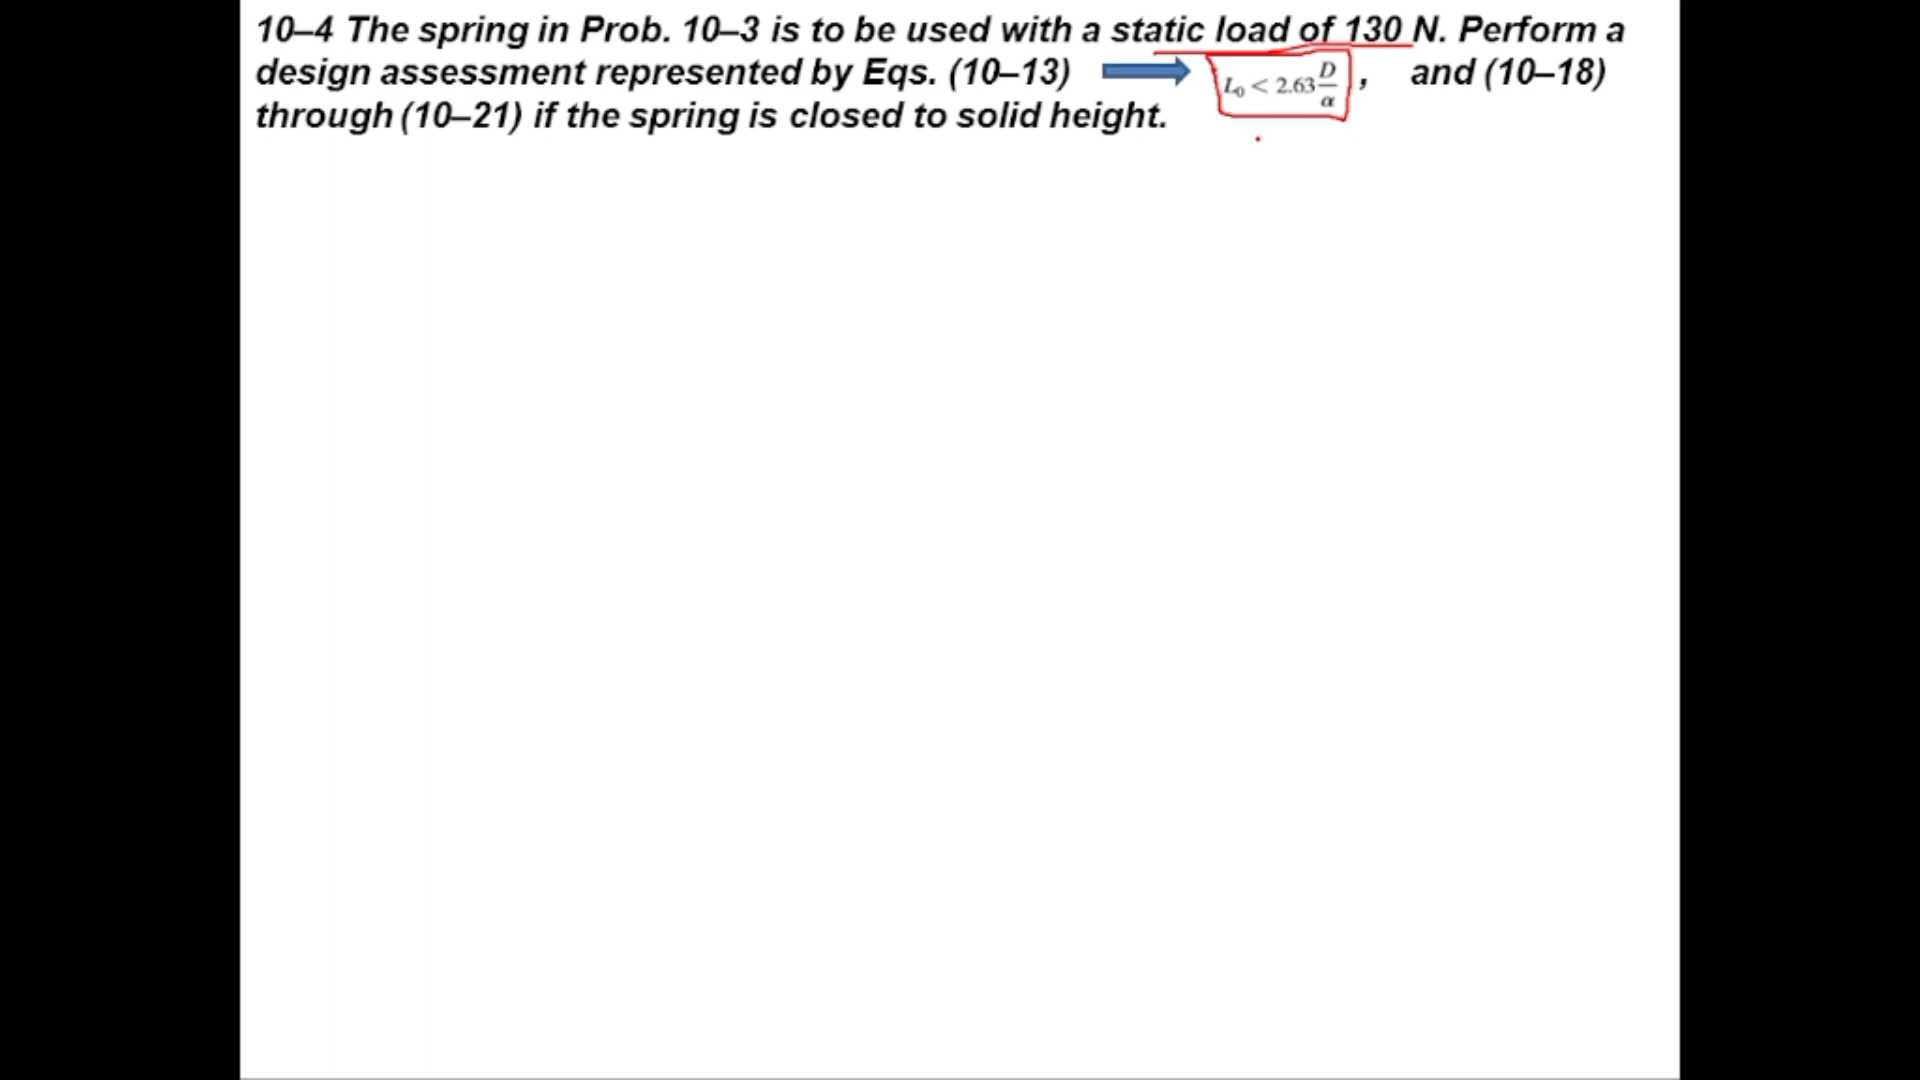 10–4 The spring in Prob. 10–3 is to be used with a static load of 130 N. Perform a
design assessment represented by Eqs. (10–13) L₀ < 2.63 D/α , and (10–18)
through (10–21) if the spring is closed to solid height.